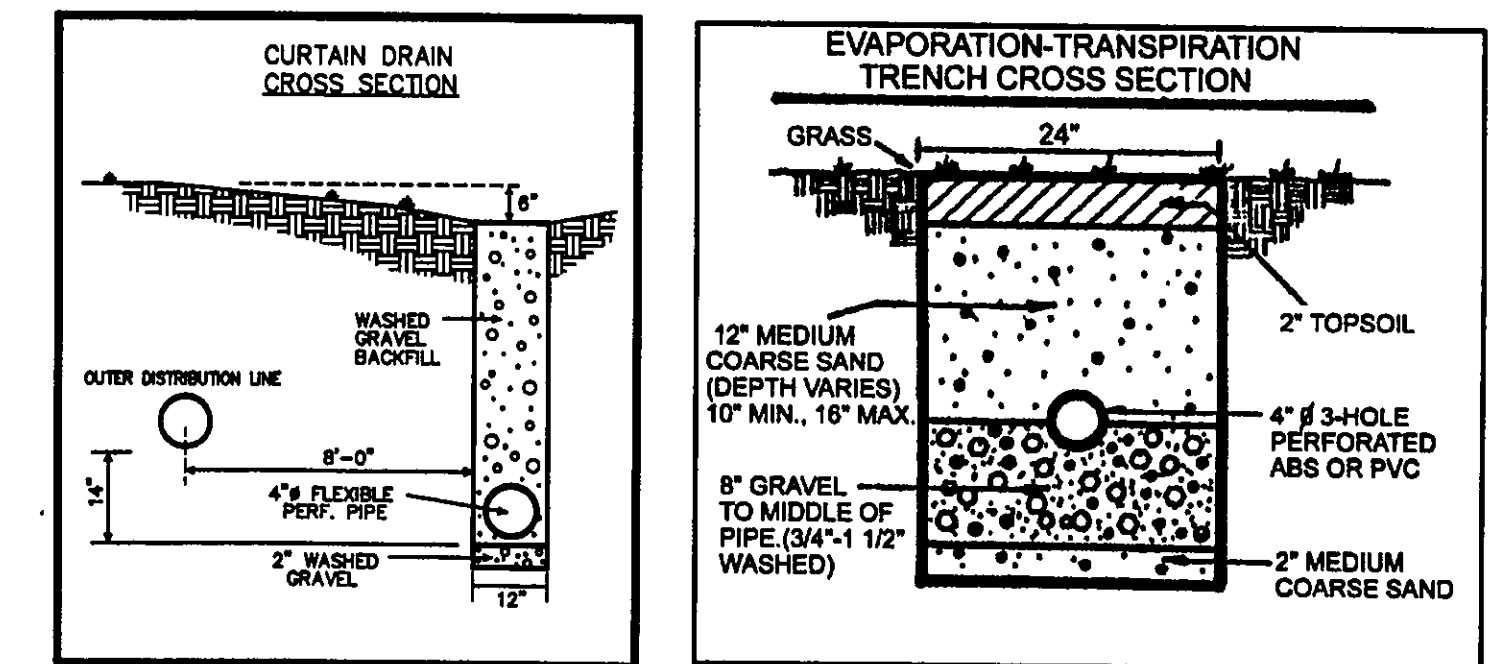 CURTAIN DRAIN
CROSS SECTION
6"
WASHED
GRAVEL
BACKFILL
OUTER DISTRIBUTION LINE
8'-0"
14"
4"ø FLEXIBLE
PERF. PIPE
2" WASHED
GRAVEL
12"
EVAPORATION-TRANSPIRATION
TRENCH CROSS SECTION
GRASS
24"
2" TOPSOIL
12" MEDIUM
COARSE SAND
(DEPTH VARIES)
10" MIN., 16" MAX.
4" ø 3-HOLE
PERFORATED
ABS OR PVC
8" GRAVEL
TO MIDDLE OF
PIPE.(3/4"-1 1/2"
WASHED)
2" MEDIUM
COARSE SAND